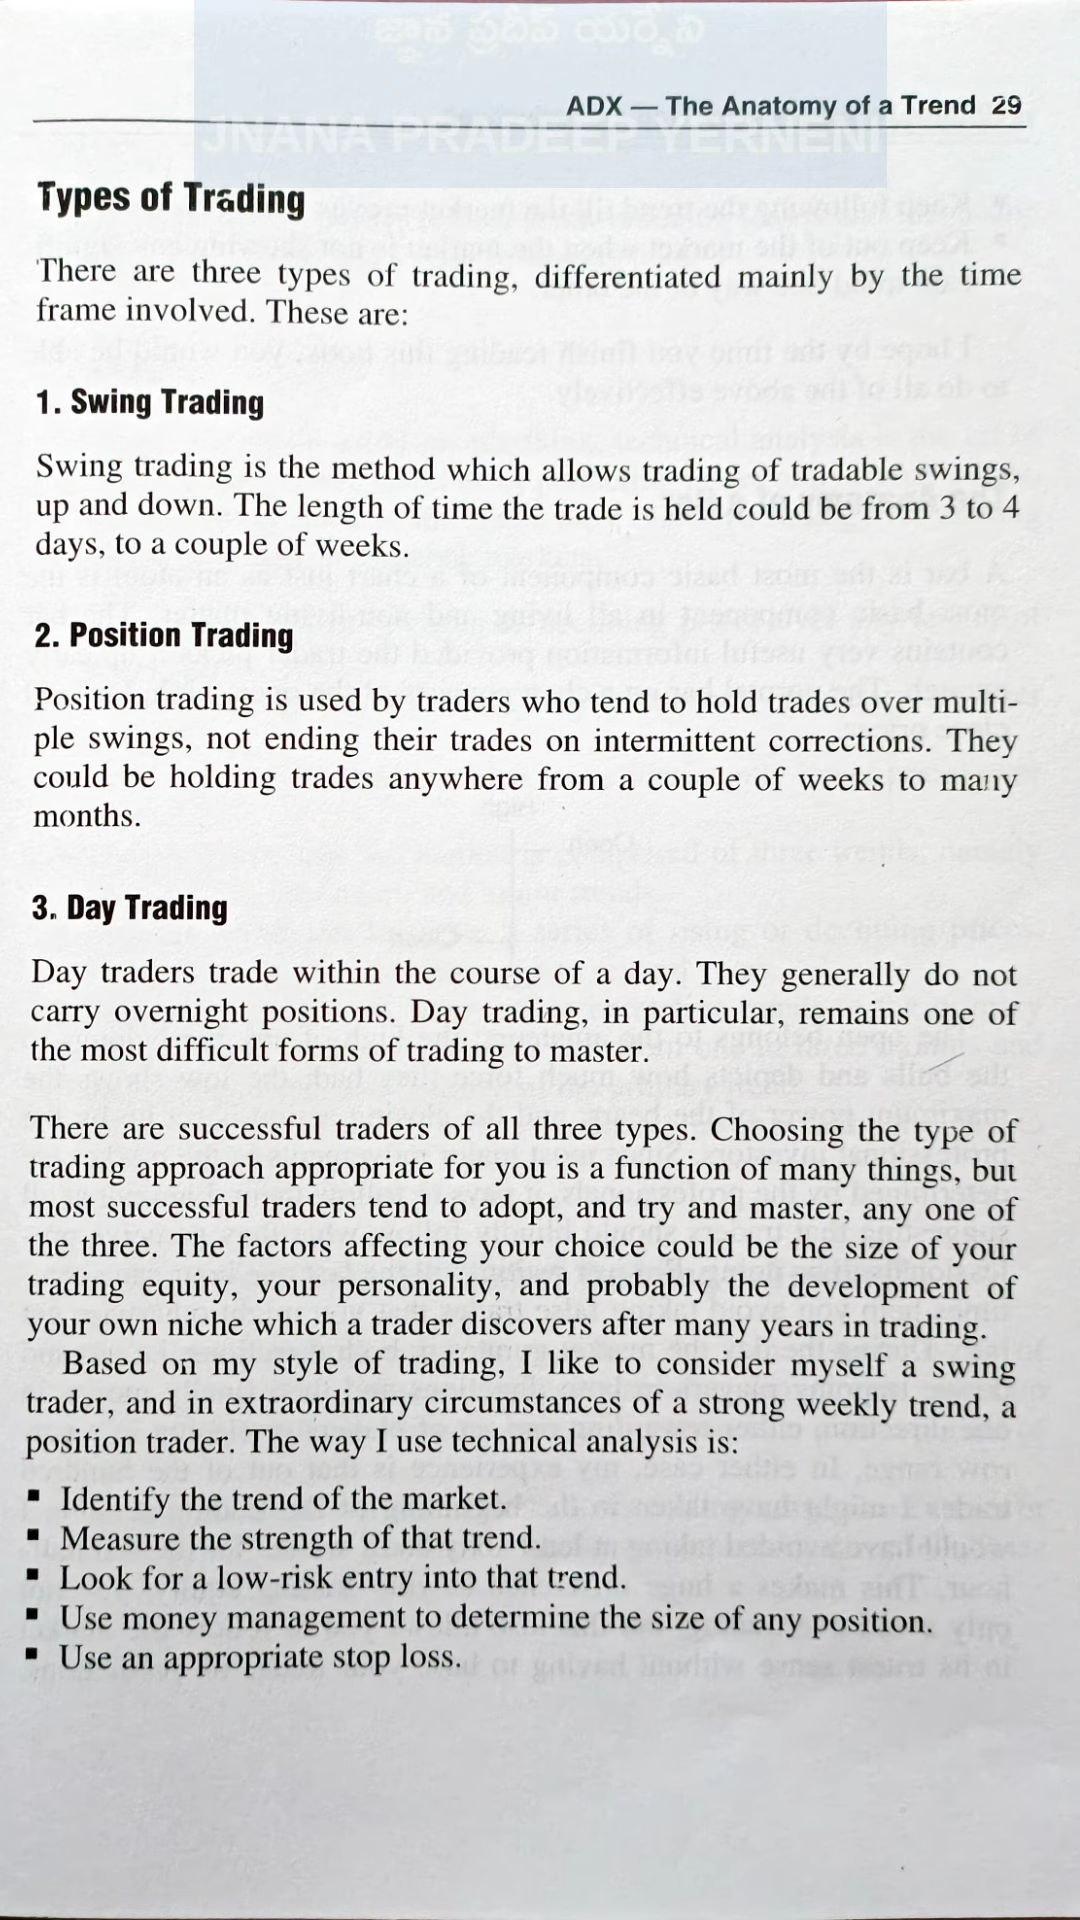 జ్ఞాన ప్రదీప్ యర్నేని
ADX — The Anatomy of a Trend 29
JNANA PRADEEP YERNENI
Types of Trading
There are three types of trading, differentiated mainly by the time
frame involved. These are:
1. Swing Trading
Swing trading is the method which allows trading of tradable swings,
up and down. The length of time the trade is held could be from 3 to 4
days, to a couple of weeks.
2. Position Trading
Position trading is used by traders who tend to hold trades over multi-
ple swings, not ending their trades on intermittent corrections. They
could be holding trades anywhere from a couple of weeks to many
months.
3. Day Trading
Day traders trade within the course of a day. They generally do not
carry overnight positions. Day trading, in particular, remains one of
the most difficult forms of trading to master.
There are successful traders of all three types. Choosing the type of
trading approach appropriate for you is a function of many things, but
most successful traders tend to adopt, and try and master, any one of
the three. The factors affecting your choice could be the size of your
trading equity, your personality, and probably the development of
your own niche which a trader discovers after many years in trading.
Based on my style of trading, I like to consider myself a swing
trader, and in extraordinary circumstances of a strong weekly trend, a
position trader. The way I use technical analysis is:
▪ Identify the trend of the market.
▪ Measure the strength of that trend.
▪ Look for a low-risk entry into that trend.
▪ Use money management to determine the size of any position.
▪ Use an appropriate stop loss.